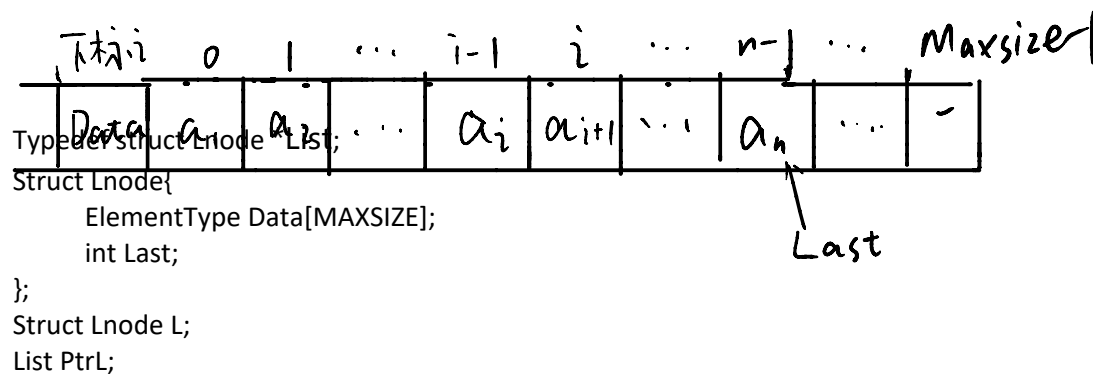 下标i 0 1 ... i-1 i ... n-1 ... Maxsize-1
Data a1 a2 ... ai ai+1 ... an ... -
Typedef struct Lnode *List;
Struct Lnode{
ElementType Data[MAXSIZE];
int Last;
Last
};
Struct Lnode L;
List PtrL;